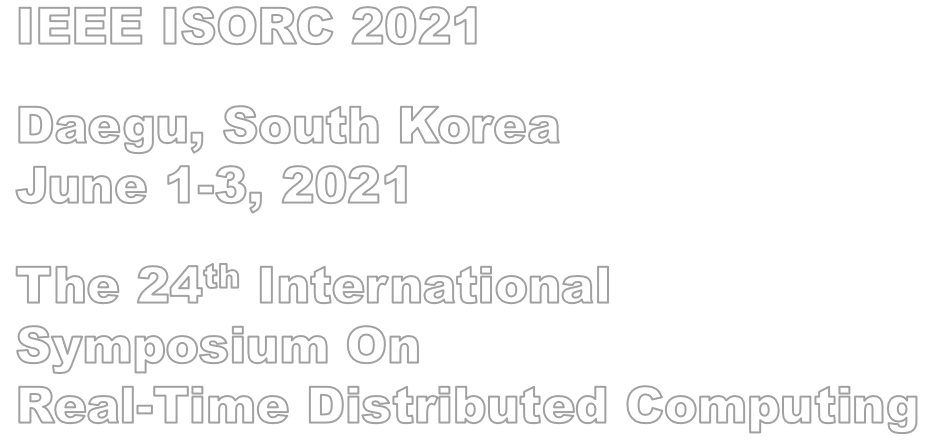 IEEE ISORC 2021
Daegu, South Korea
June 1-3, 2021
The 24th International
Symposium On
Real-Time Distributed Computing